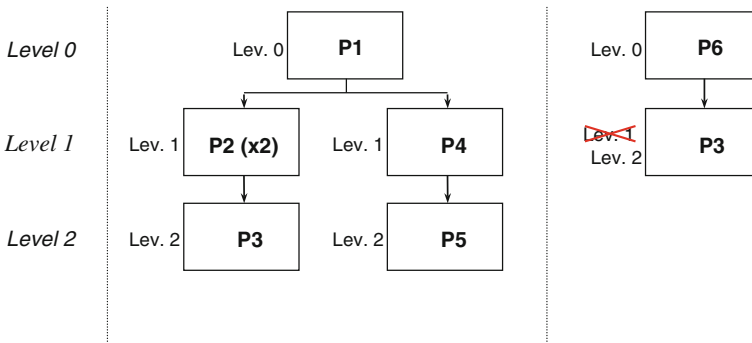 Level 0
Lev. 0
P1
Lev. 0
P6
Level 1
Lev. 1
P2 (x2)
Lev. 1
P4
Lev. 1
Lev. 2
P3
Level 2
Lev. 2
P3
Lev. 2
P5